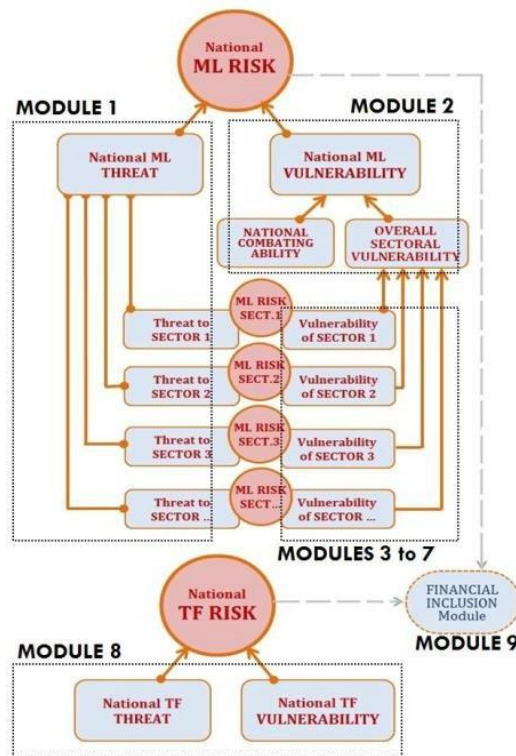 National
ML RISK
MODULE 1
MODULE 2
National ML
THREAT
National ML
VULNERABILITY
NATIONAL
COMBATING
ABILITY
OVERALL
SECTORAL
VULNERABILITY
Threat to
SECTOR 1
ML RISK
SECT.1
Vulnerability
of SECTOR 1
Threat to
SECTOR 2
ML RISK
SECT.2
Vulnerability
of SECTOR 2
Threat to
SECTOR 3
ML RISK
SECT.3
Vulnerability
of SECTOR 3
Threat to
SECTOR ...
ML RISK
SECT...
Vulnerability
of SECTOR ...
MODULES 3 to 7
National
TF RISK
FINANCIAL
INCLUSION
Module
MODULE 9
MODULE 8
National TF
THREAT
National TF
VULNERABILITY